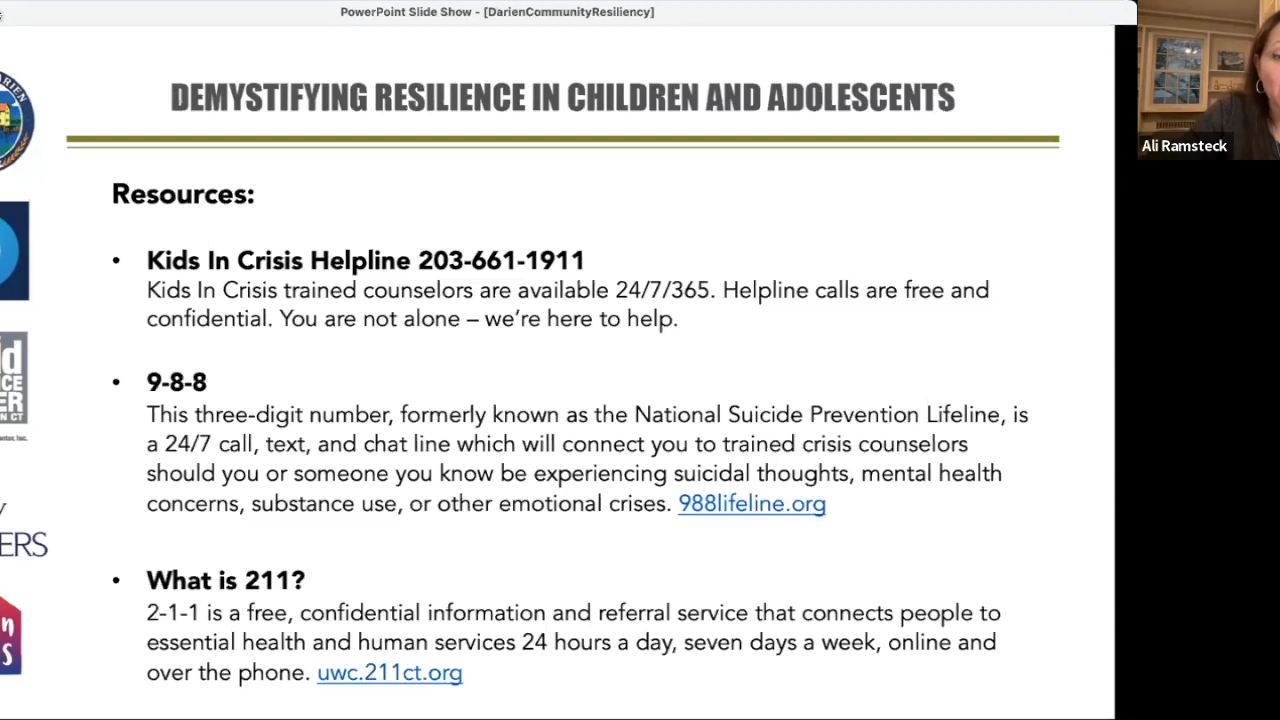 PowerPoint Slide Show - [DarienCommunityResiliency]
DEMYSTIFYING RESILIENCE IN CHILDREN AND ADOLESCENTS
Ali Ramsteck
Resources:
• Kids In Crisis Helpline 203-661-1911
Kids In Crisis trained counselors are available 24/7/365. Helpline calls are free and
confidential. You are not alone – we’re here to help.
• 9-8-8
This three-digit number, formerly known as the National Suicide Prevention Lifeline, is
a 24/7 call, text, and chat line which will connect you to trained crisis counselors
should you or someone you know be experiencing suicidal thoughts, mental health
concerns, substance use, or other emotional crises. 988lifeline.org
• What is 211?
2-1-1 is a free, confidential information and referral service that connects people to
essential health and human services 24 hours a day, seven days a week, online and
over the phone. uwc.211ct.org